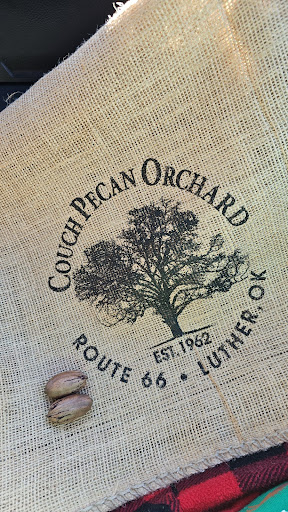 COUCH PECAN ORCHARD
EST. 1962
ROUTE 66 • LUTHER, OK